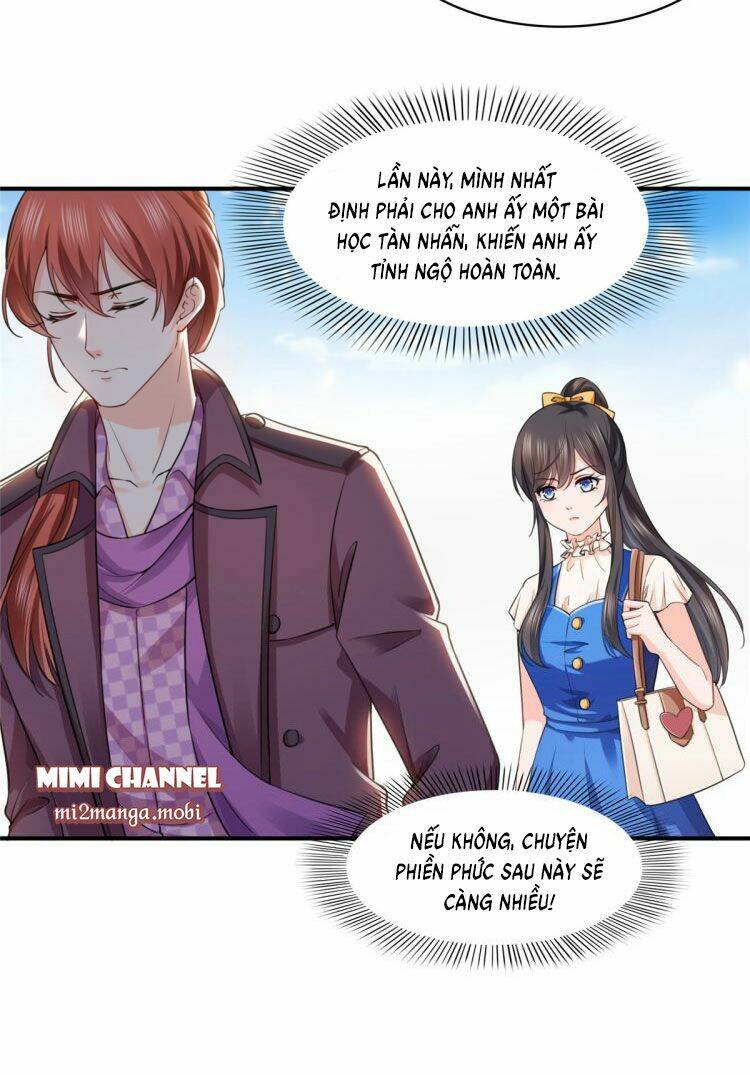 LẦN NÀY, MÌNH NHẤT
ĐỊNH PHẢI CHO ANH ẤY MỘT BÀI
HỌC TÀN NHẪN, KHIẾN ANH ẤY
TỈNH NGỘ HOÀN TOÀN.
MIMI CHANNEL
mi2manga.mobi
NẾU KHÔNG, CHUYỆN
PHIỀN PHỨC SAU NÀY SẼ
CÀNG NHIỀU!